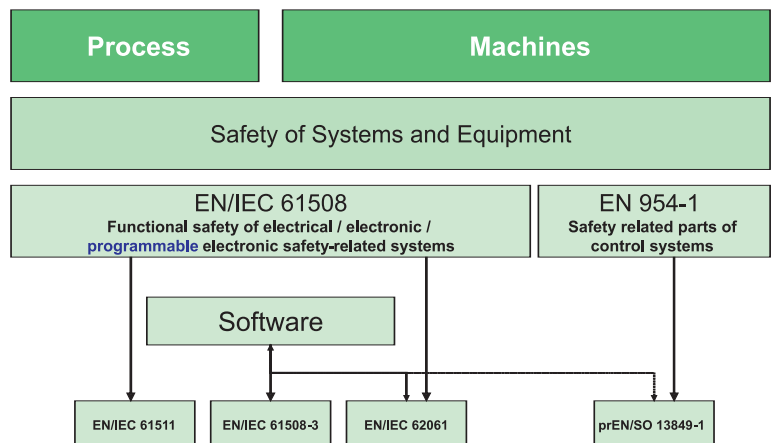 Process
Machines
Safety of Systems and Equipment
EN/IEC 61508
Functional safety of electrical / electronic /
programmable electronic safety-related systems
EN 954-1
Safety related parts of
control systems
Software
EN/IEC 61511
EN/IEC 61508-3
EN/IEC 62061
prEN/SO 13849-1